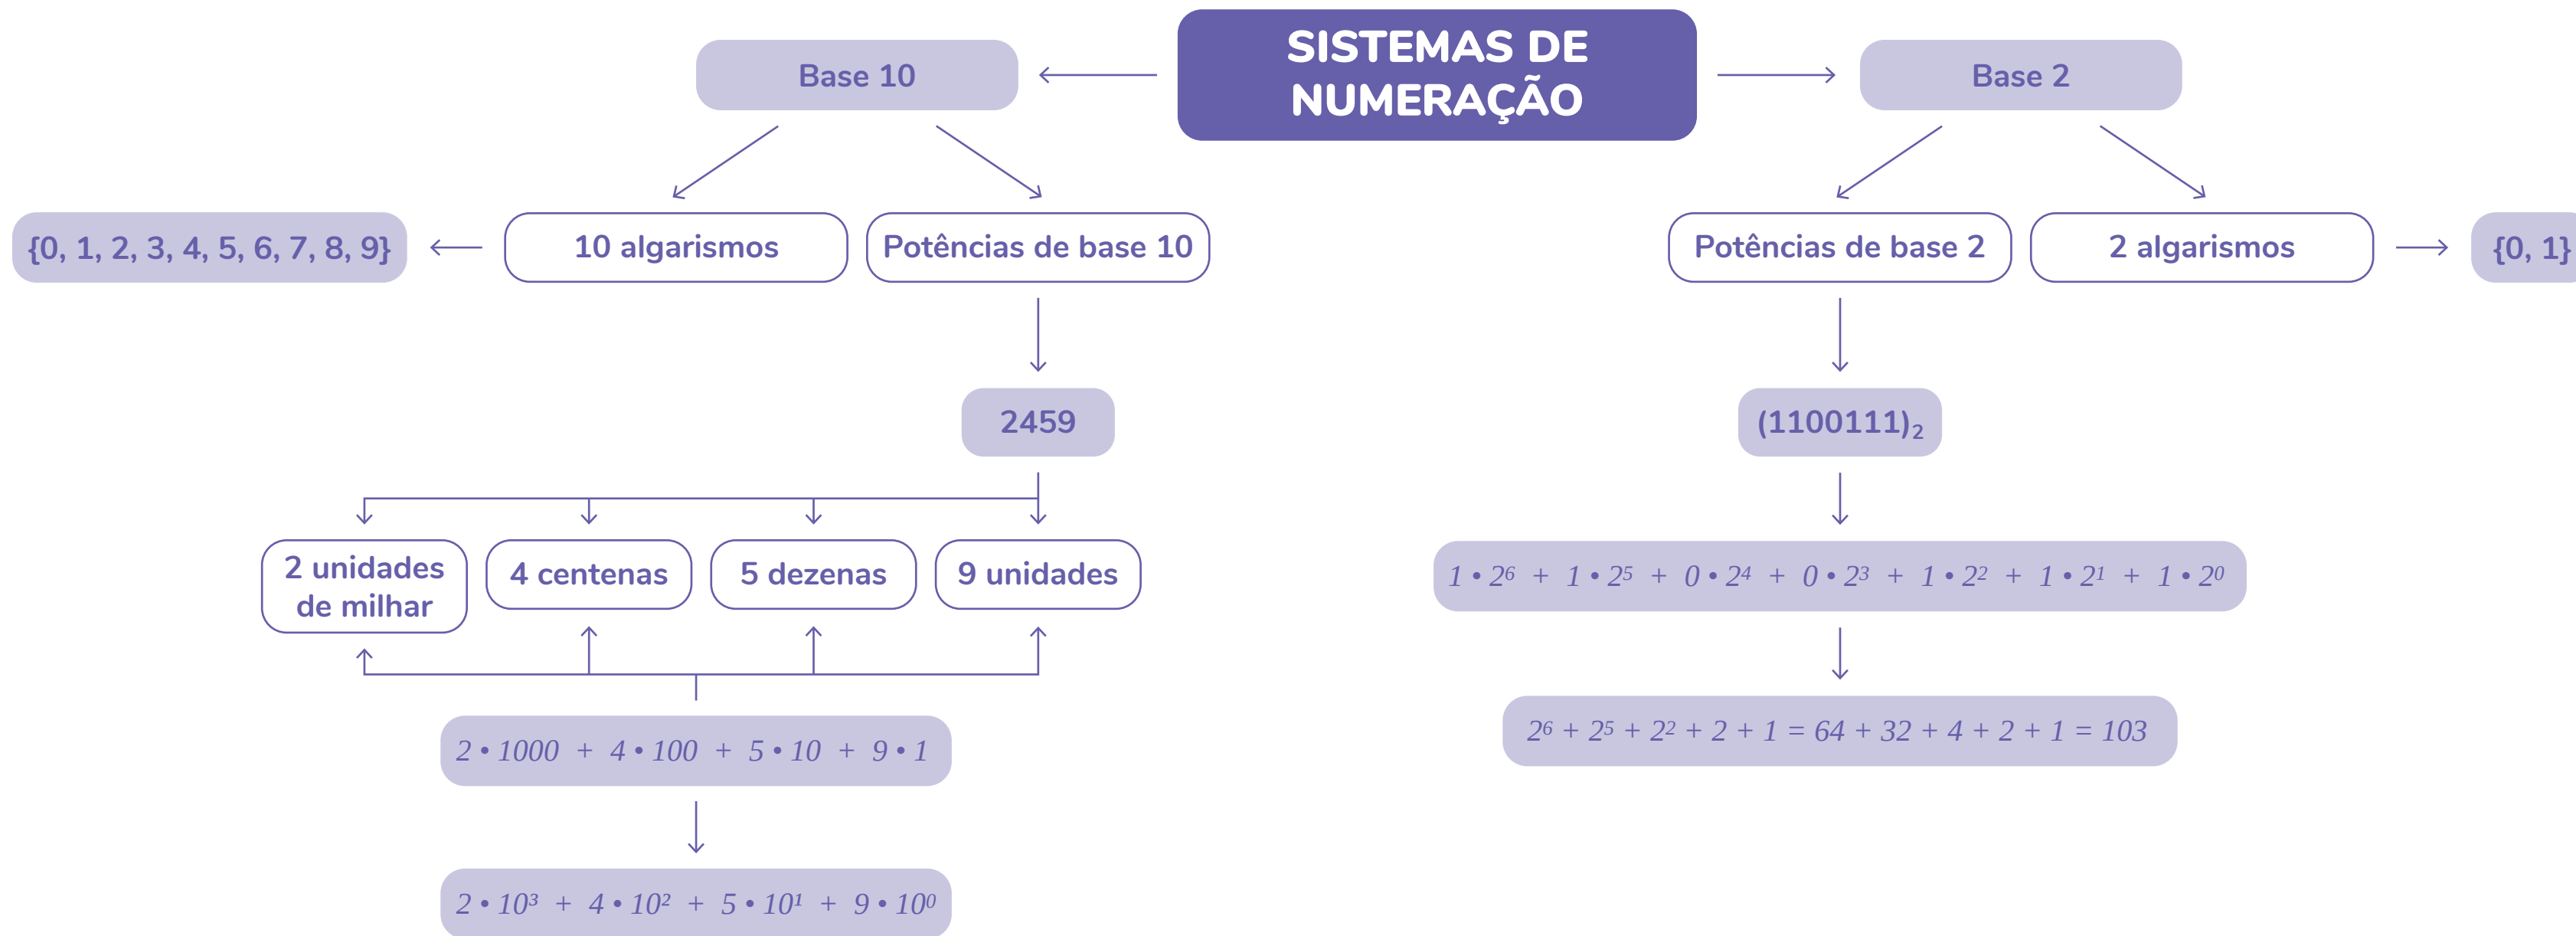 SISTEMAS DE
NUMERAÇÃO
Base 10
Base 2
{0, 1, 2, 3, 4, 5, 6, 7, 8, 9}
10 algarismos
Potências de base 10
Potências de base 2
2 algarismos
{0, 1}
2459
(1100111)₂
2 unidades
de milhar
4 centenas
5 dezenas
9 unidades
1 • 2⁶ + 1 • 2⁵ + 0 • 2⁴ + 0 • 2³ + 1 • 2² + 1 • 2¹ + 1 • 2⁰
2 • 1000 + 4 • 100 + 5 • 10 + 9 • 1
2⁶ + 2⁵ + 2² + 2 + 1 = 64 + 32 + 4 + 2 + 1 = 103
2 • 10³ + 4 • 10² + 5 • 10¹ + 9 • 10⁰